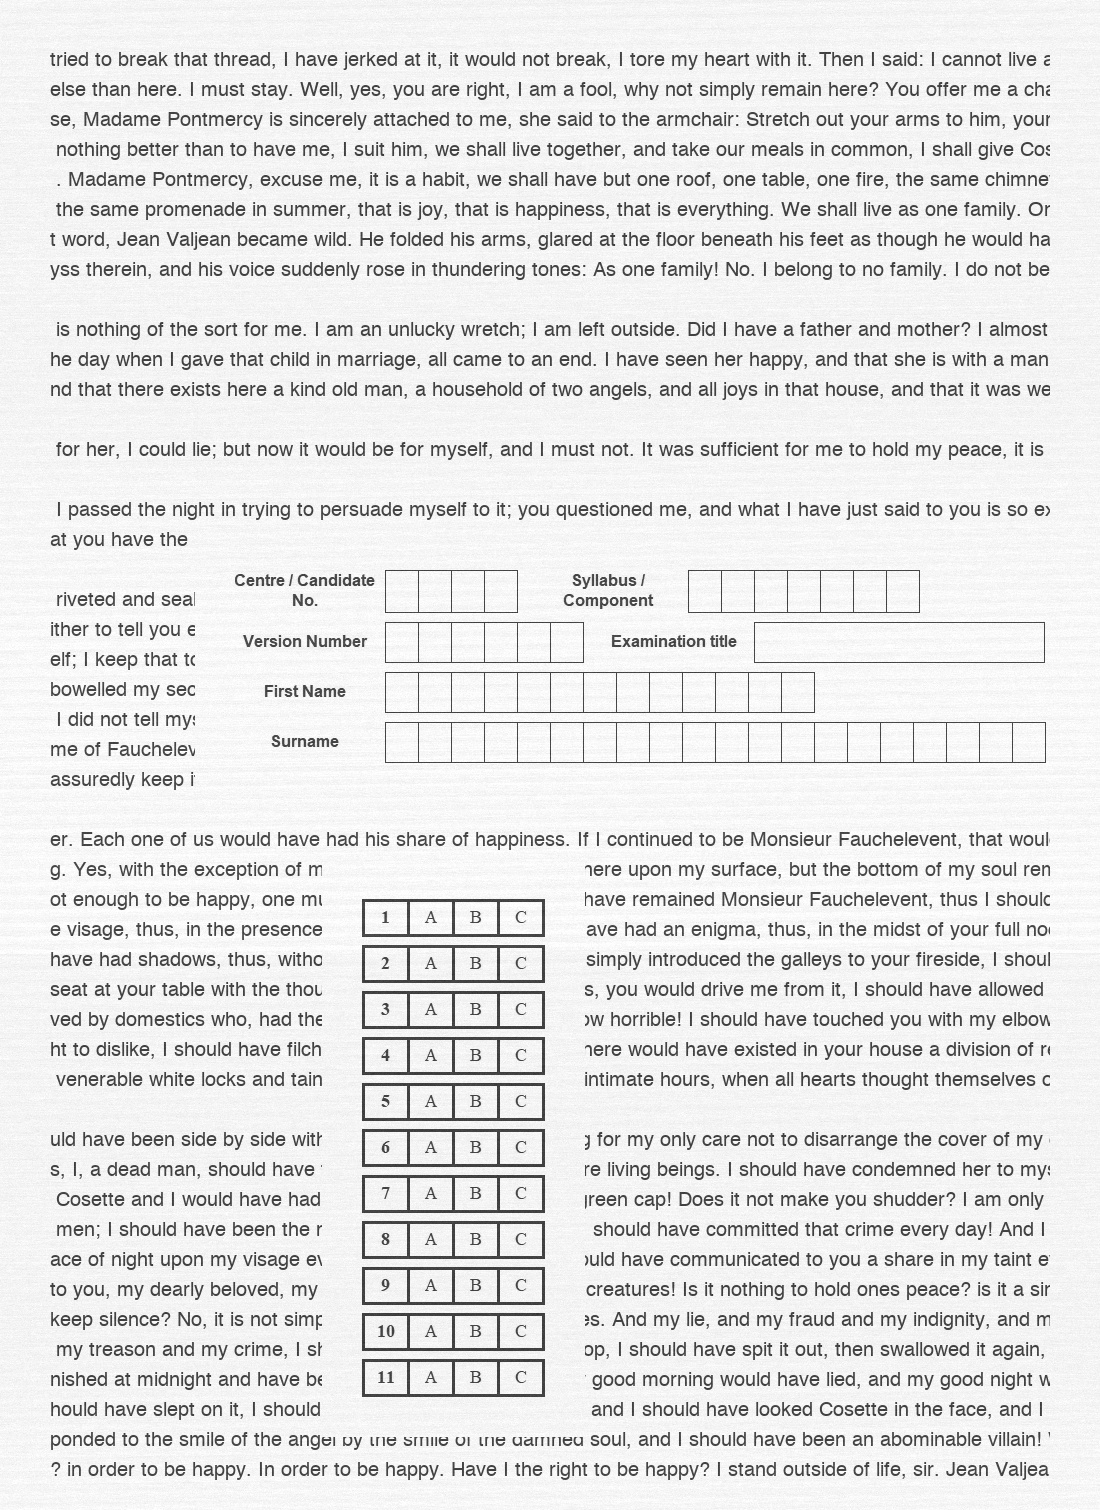 tried to break that thread, I have jerked at it, it would not break, I tore my heart with it. Then I said: I cannot live
else than here. I must stay. Well, yes, you are right, I am a fool, why not simply remain here? You offer me a
se, Madame Pontmercy is sincerely attached to me, she said to the armchair: Stretch out your arms to him, your
nothing better than to have me, I suit him, we shall live together, and take our meals in common, I shall give
. Madame Pontmercy, excuse me, it is a habit, we shall have but one roof, one table, one fire, the same
the same promenade in summer, that is joy, that is happiness, that is everything. We shall live as one family.
t word, Jean Valjean became wild. He folded his arms, glared at the floor beneath his feet as though he would ha
yss therein, and his voice suddenly rose in thundering tones: As one family! No. I belong to no family. I do not be
is nothing of the sort for me. I am an unlucky wretch; I am left outside. Did I have a father and mother? I almost
he day when I gave that child in marriage, all came to an end. I have seen her happy, and that she is with a man
nd that there exists here a kind old man, a household of two angels, and all joys in that house, and that it was we
for her, I could lie; but now it would be for myself, and I must not. It was sufficient for me to hold my peace, it is
I passed the night in trying to persuade myself to it; you questioned me, and what I have just said to you is so
at you have the
Centre / Candidate No.
Syllabus / Component
riveted and
ither to tell you
Version Number
Examination title
elf; I keep that
bowelled my
First Name
I did not tell
me of
Surname
assuredly keep
er. Each one of us would have had his share of happiness. If I continued to be Monsieur Fauchelevent, that
g. Yes, with the exception of
here upon my surface, but the bottom of my soul
ot enough to be happy, one
have remained Monsieur Fauchelevent, thus I should
1 A B C
e visage, thus, in the presence
ave had an enigma, thus, in the midst of your full
have had shadows, thus,
simply introduced the galleys to your fireside, I
2 A B C
seat at your table with the
s, you would drive me from it, I should have allowed
3 A B C
ved by domestics who, had
ow horrible! I should have touched you with my elbow
ht to dislike, I should have
here would have existed in your house a division of
4 A B C
venerable white locks and
intimate hours, when all hearts thought themselves
5 A B C
uld have been side by side with
for my only care not to disarrange the cover of my
6 A B C
s, I, a dead man, should have
re living beings. I should have condemned her to
7 A B C
Cosette and I would have had
green cap! Does it not make you shudder? I am only
men; I should have been the
should have committed that crime every day! And I
8 A B C
ace of night upon my visage
ould have communicated to you a share in my taint
to you, my dearly beloved, my
creatures! Is it nothing to hold ones peace? is it a
9 A B C
keep silence? No, it is not
es. And my lie, and my fraud and my indignity, and
10 A B C
my treason and my crime, I
op, I should have spit it out, then swallowed it again,
nished at midnight and have
good morning would have lied, and my good night
11 A B C
hould have slept on it, I should
and I should have looked Cosette in the face, and I
ponded to the smile of the angel by the smile of the damned soul, and I should have been an abominable villain!
? in order to be happy. In order to be happy. Have I the right to be happy? I stand outside of life, sir. Jean